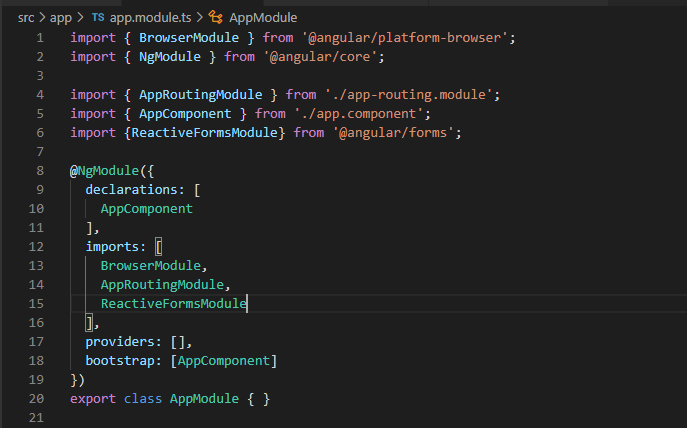 src > app > TS app.module.ts > AppModule
1 import { BrowserModule } from '@angular/platform-browser';
2 import { NgModule } from '@angular/core';
3
4 import { AppRoutingModule } from './app-routing.module';
5 import { AppComponent } from './app.component';
6 import {ReactiveFormsModule} from '@angular/forms';
7
8 @NgModule({
9   declarations: [
10     AppComponent
11   ],
12   imports: [
13     BrowserModule,
14     AppRoutingModule,
15     ReactiveFormsModule
16   ],
17   providers: [],
18   bootstrap: [AppComponent]
19 })
20 export class AppModule { }
21